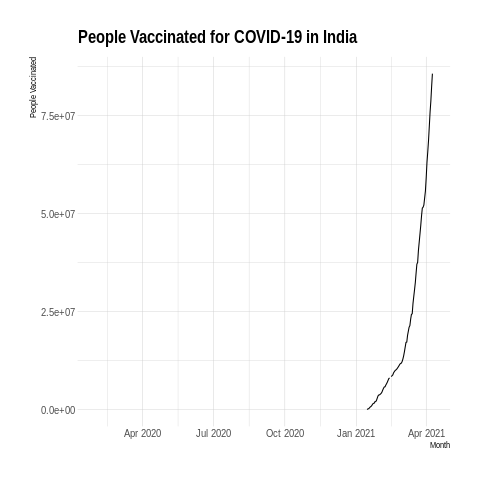 People Vaccinated for COVID-19 in India
People Vaccinated
7.5e+07
5.0e+07
2.5e+07
0.0e+00
Apr 2020 Jul 2020 Oct 2020 Jan 2021 Apr 2021
Month